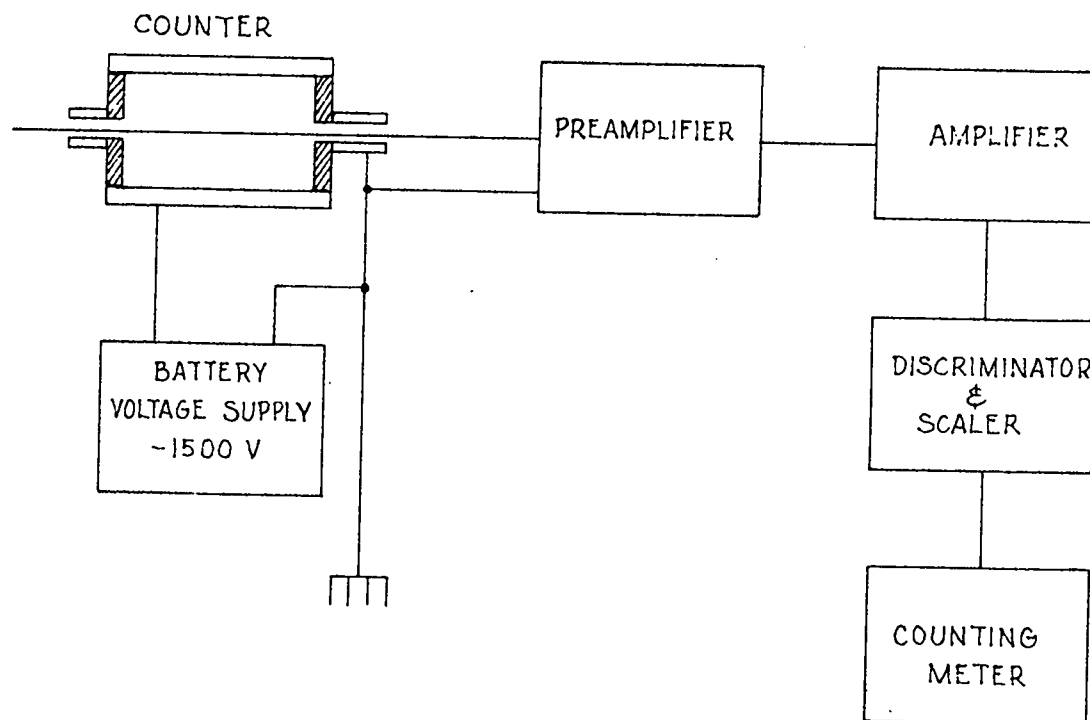 COUNTER
PREAMPLIFIER
AMPLIFIER
BATTERY
VOLTAGE SUPPLY
~1500 V
DISCRIMINATOR
&
SCALER
COUNTING
METER